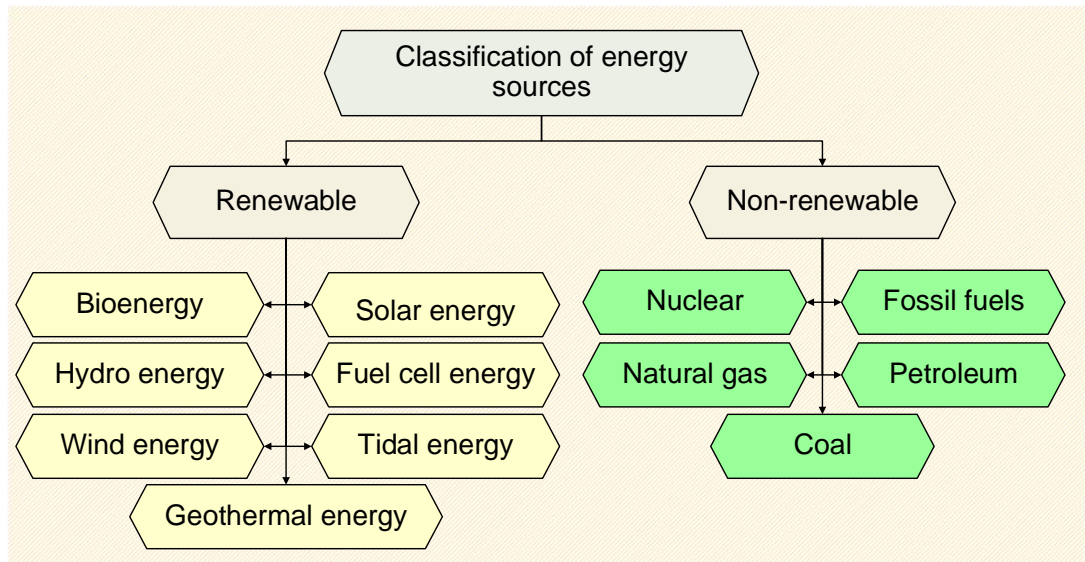 Classification of energy
sources
Renewable
Non-renewable
Bioenergy
Solar energy
Nuclear
Fossil fuels
Hydro energy
Fuel cell energy
Natural gas
Petroleum
Wind energy
Tidal energy
Coal
Geothermal energy